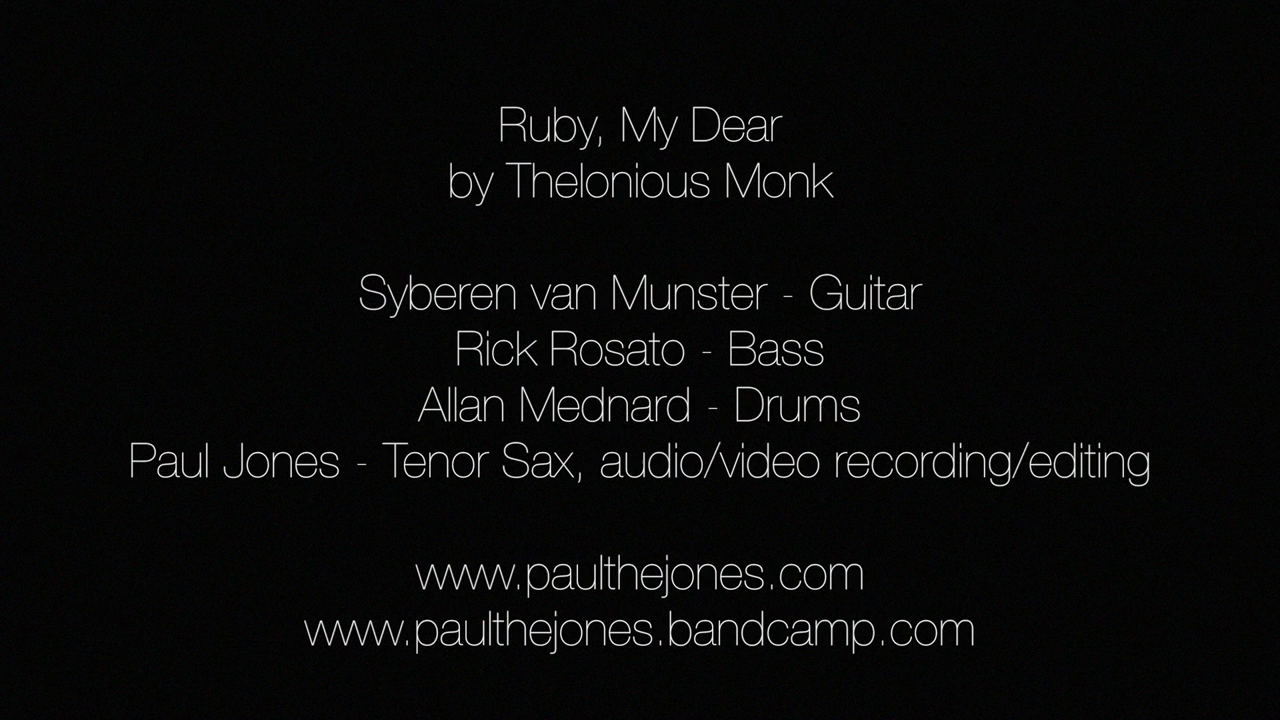 Ruby, My Dear
by Thelonious Monk
Syberen van Munster - Guitar
Rick Rosato - Bass
Allan Mednard - Drums
Paul Jones - Tenor Sax, audio/video recording/editing
www.paulthejones.com
www.paulthejones.bandcamp.com